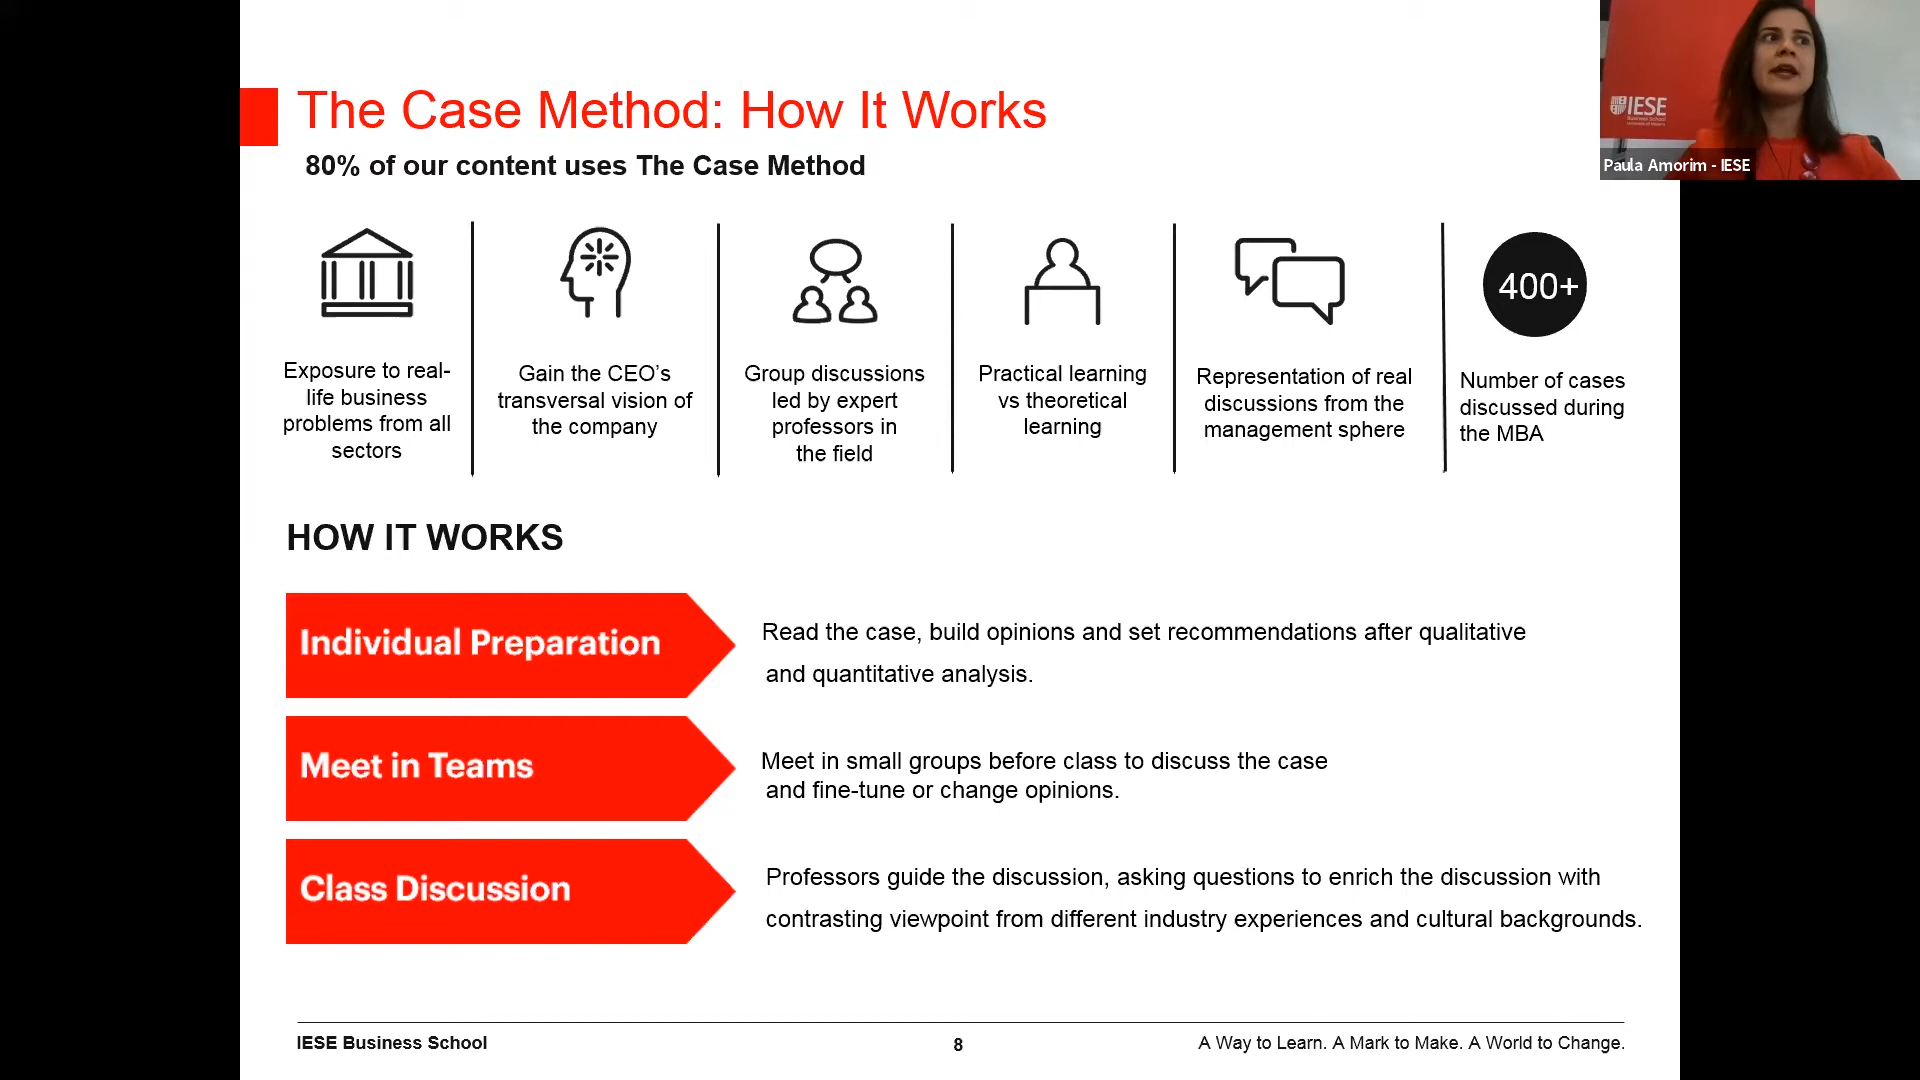 The Case Method: How It Works
80% of our content uses The Case Method
IESE
Paula Amorim - IESE
400+
Exposure to real-
life business
problems from all
sectors
Gain the CEO’s
transversal vision of
the company
Group discussions
led by expert
professors in
the field
Practical learning
vs theoretical
learning
Representation of real
discussions from the
management sphere
Number of cases
discussed during
the MBA
HOW IT WORKS
Individual Preparation
Read the case, build opinions and set recommendations after qualitative
and quantitative analysis.
Meet in Teams
Meet in small groups before class to discuss the case
and fine-tune or change opinions.
Class Discussion
Professors guide the discussion, asking questions to enrich the discussion with
contrasting viewpoint from different industry experiences and cultural backgrounds.
IESE Business School
8
A Way to Learn. A Mark to Make. A World to Change.